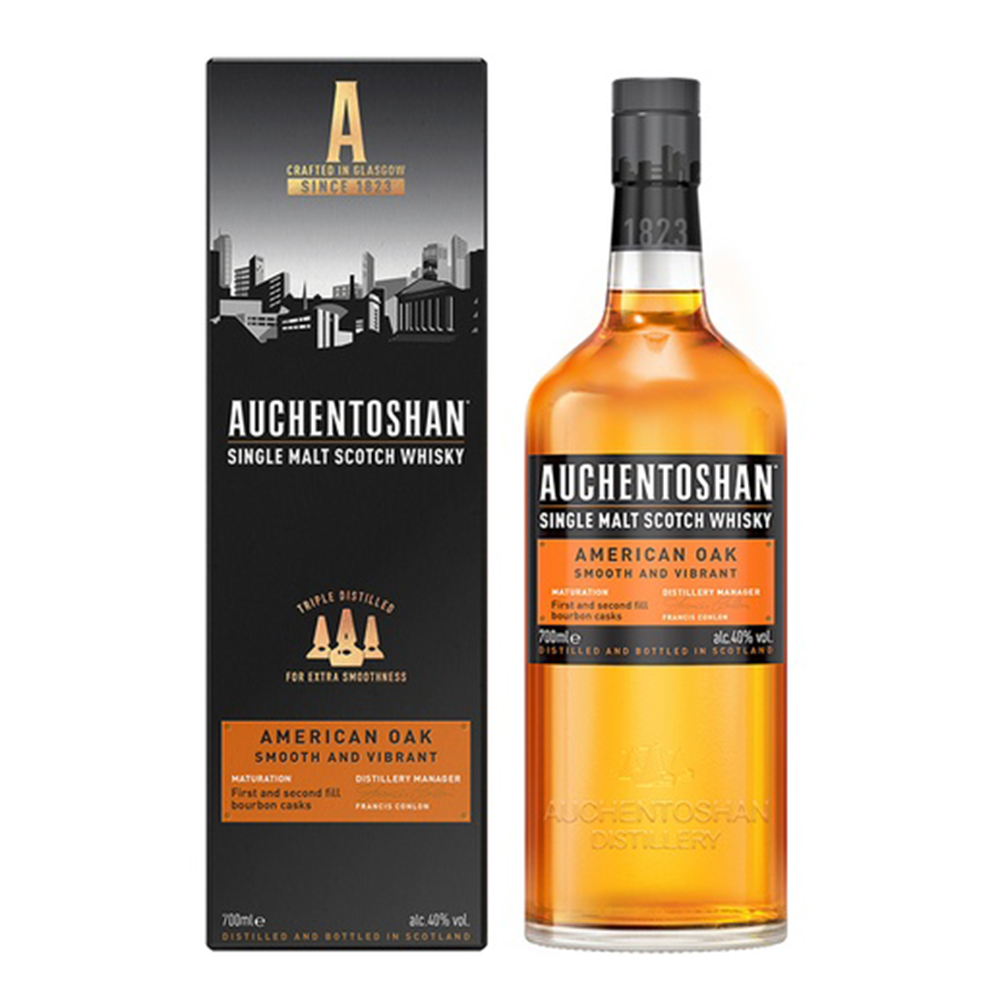 A
CRAFTED IN GLASGOW
SINCE 1823
AUCHENTOSHAN
SINGLE MALT SCOTCH WHISKY
TRIPLE DISTILLED
FOR EXTRA SMOOTHNESS
AMERICAN OAK
SMOOTH AND VIBRANT
MATURATION
First and second fill
bourbon casks
DISTILLERY MANAGER
FRANCIS CONLON
700ml e
alc.40% vol.
DISTILLED AND BOTTLED IN SCOTLAND
1823
AUCHENTOSHAN
SINGLE MALT SCOTCH WHISKY
AMERICAN OAK
SMOOTH AND VIBRANT
MATURATION
First and second fill
bourbon casks
DISTILLERY MANAGER
FRANCIS CONLON
700ml e
alc.40% vol.
DISTILLED AND BOTTLED IN SCOTLAND
AUCHENTOSHAN
DISTILLERY